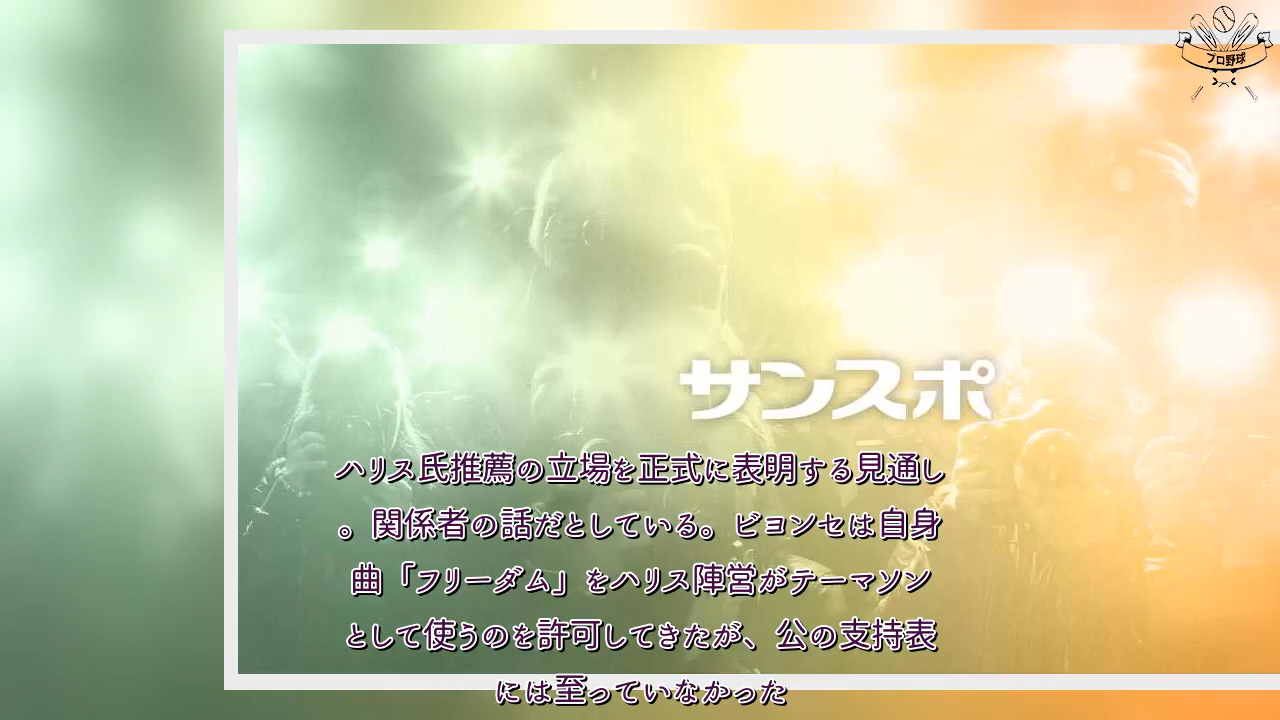 プロ野球
サンスポ
ハリス氏推薦の立場を正式に表明する見通し
。関係者の話だとしている。ビヨンセは自身
曲「フリーダム」をハリス陣営がテーマソン
として使うのを許可してきたが、公の支持表
には至っていなかった